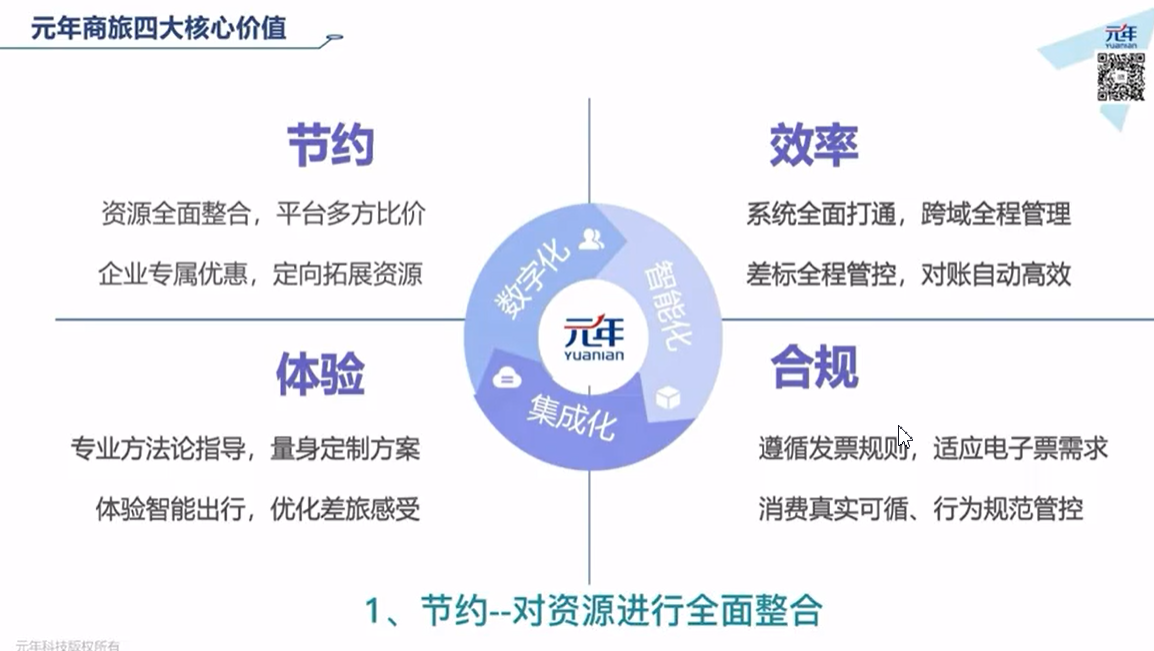 元年商旅四大核心价值
元年
Yuanian
节约
资源全面整合，平台多方比价
企业专属优惠，定向拓展资源
效率
系统全面打通，跨域全程管理
差标全程管控，对账自动高效
数字化
智能化
集成化
元年
Yuanian
体验
专业方法论指导，量身定制方案
体验智能出行，优化差旅感受
合规
遵循发票规则，适应电子票需求
消费真实可循、行为规范管控
1、节约--对资源进行全面整合
元年科技版权所有